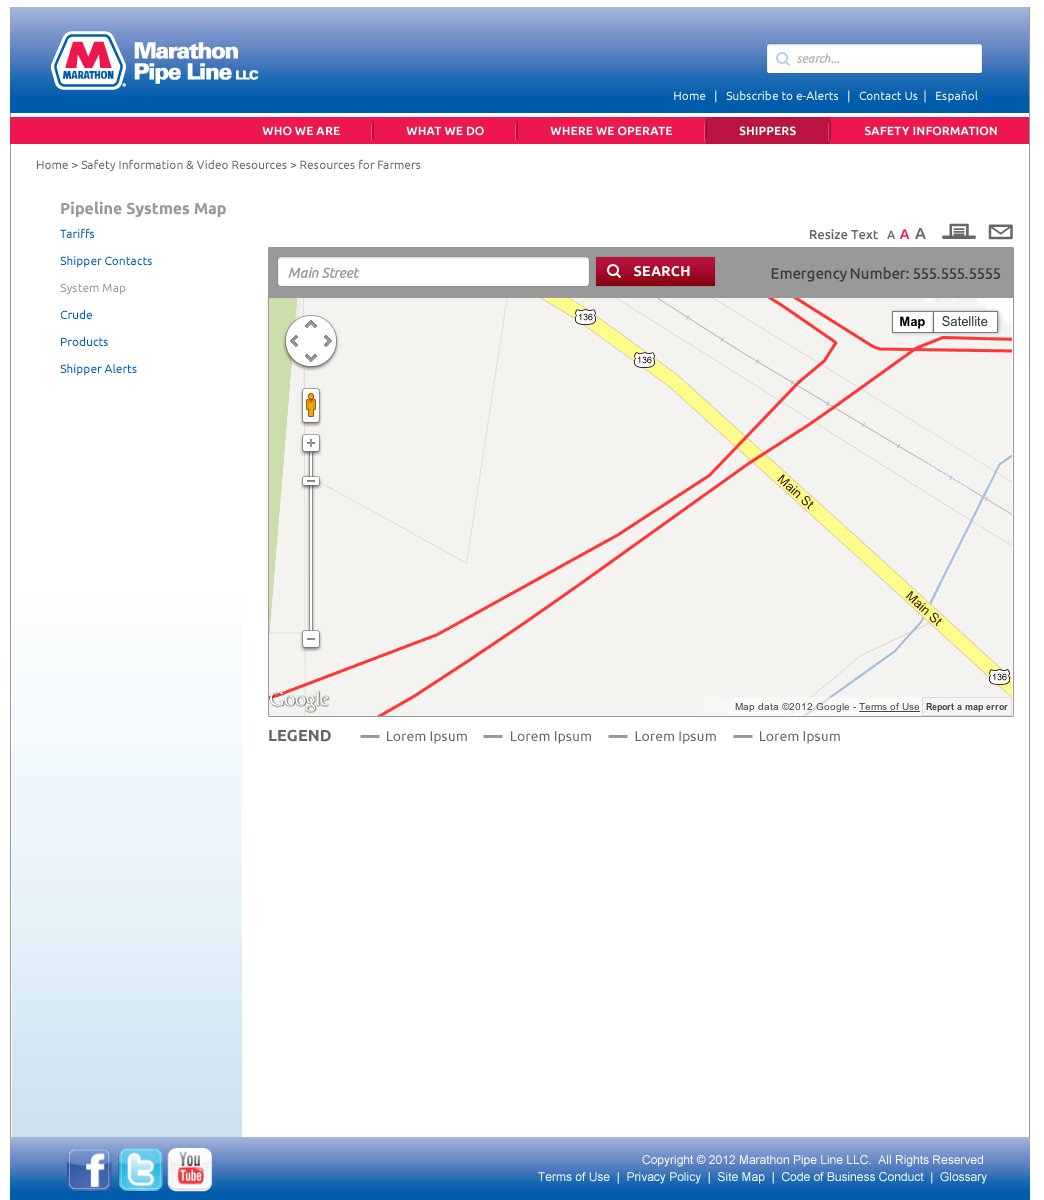 Marathon
Pipe Line LLC
MARATHON
search...
Home | Subscribe to e-Alerts | Contact Us | Español
WHO WE ARE WHAT WE DO WHERE WE OPERATE SHIPPERS SAFETY INFORMATION
Home > Safety Information & Video Resources > Resources for Farmers
Pipeline Systmes Map
Tariffs
Shipper Contacts
System Map
Crude
Products
Shipper Alerts
Resize Text A A A
Main Street SEARCH Emergency Number: 555.555.5555
Map Satellite
136
136
Main St
Main St
136
Google
Map data ©2012 Google - Terms of Use Report a map error
LEGEND Lorem Ipsum Lorem Ipsum Lorem Ipsum Lorem Ipsum
You
Tube
Copyright © 2012 Marathon Pipe Line LLC. All Rights Reserved
Terms of Use | Privacy Policy | Site Map | Code of Business Conduct | Glossary